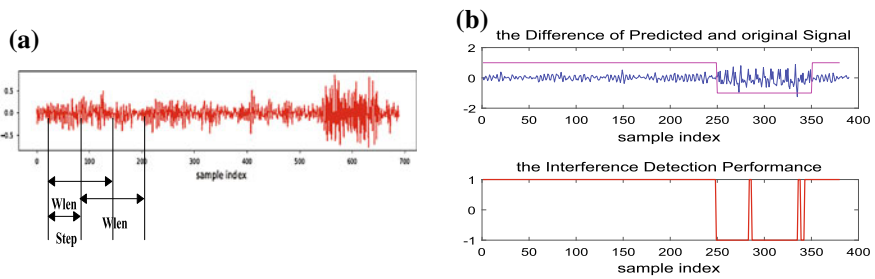 (a)
0.5
0.0
−0.5
0 100 200 300 400 500 600 700
sample index
Wlen
Wlen
Step
(b)
the Difference of Predicted and original Signal
2
0
-2
0 50 100 150 200 250 300 350 400
sample index
the Interference Detection Performance
1
0
-1
0 50 100 150 200 250 300 350 400
sample index